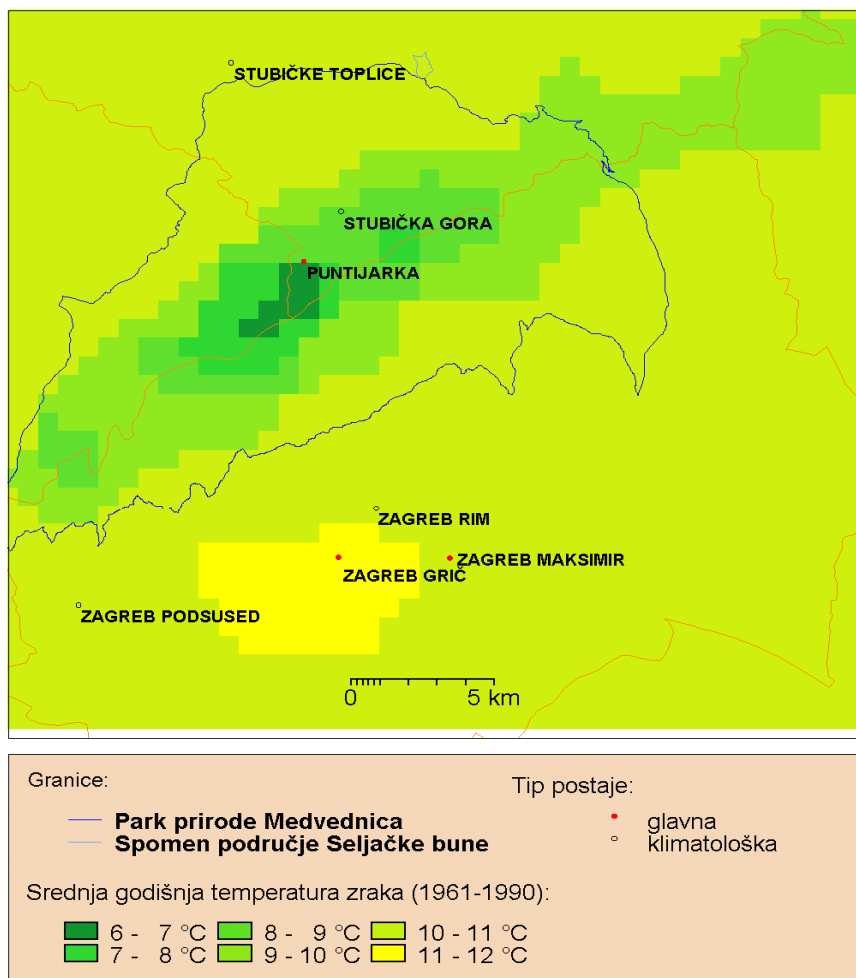 STUBIČKE TOPLICE
STUBIČKA GORA
PUNTIJARKA
ZAGREB RIM
ZAGREB MAKSIMIR
ZAGREB GRIČ
ZAGREB PODSUSED
0 5 km
Granice:
Park prirode Medvednica
Spomen područje Seljačke bune
Tip postaje:
glavna
klimatološka
Srednja godišnja temperatura zraka (1961-1990):
6 - 7 °C 8 - 9 °C 10 - 11 °C
7 - 8 °C 9 - 10 °C 11 - 12 °C